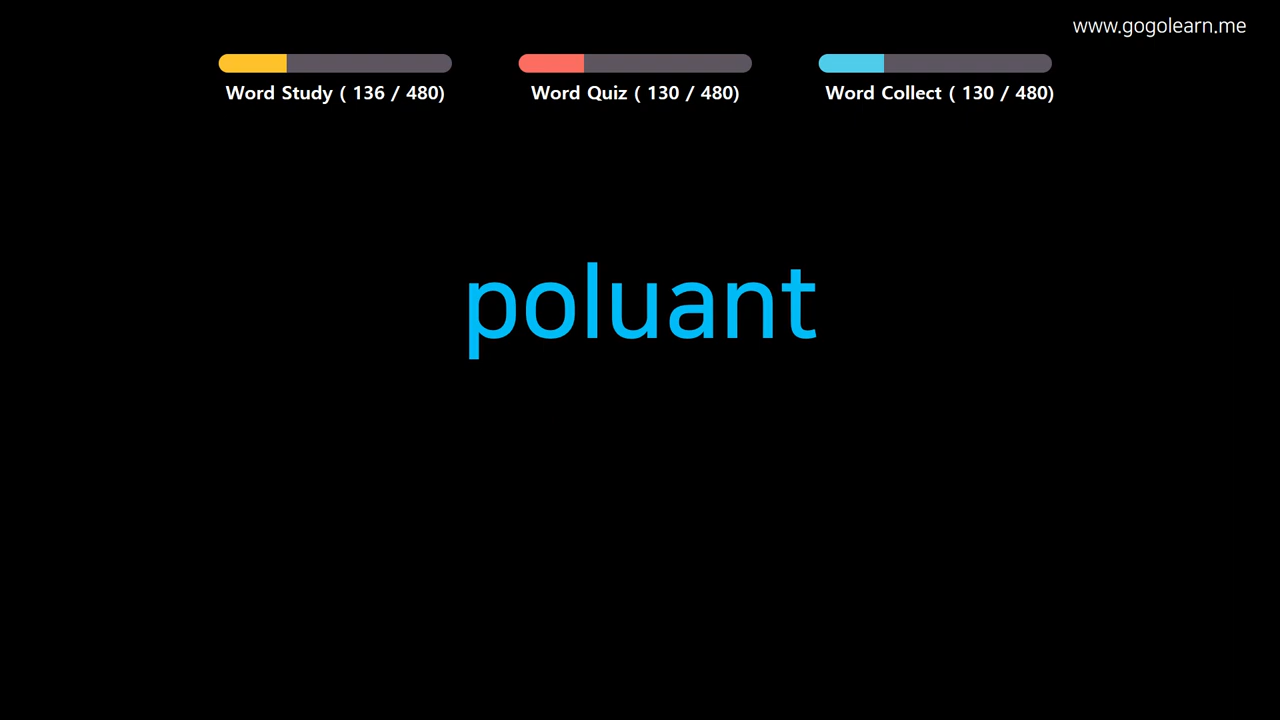 www.gogolearn.me
Word Study ( 136 / 480)
Word Quiz ( 130 / 480)
Word Collect ( 130 / 480)
poluant